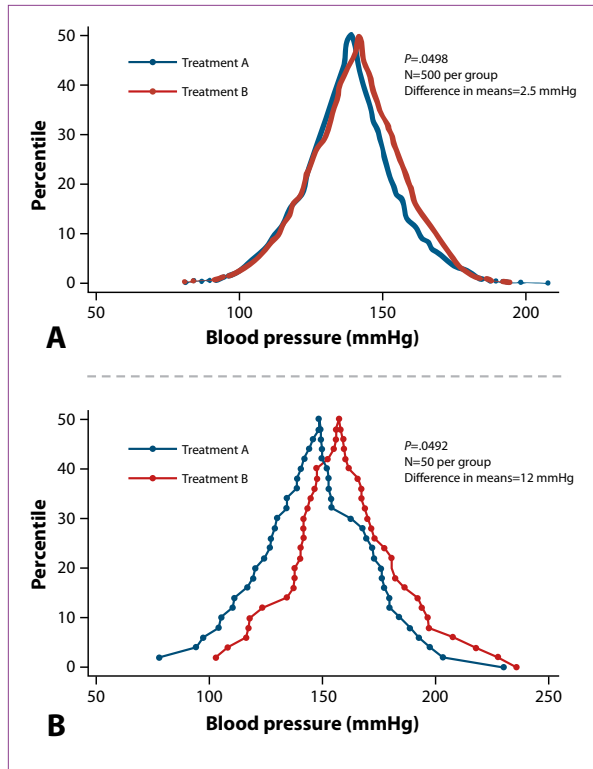 50
40
30
20
10
0
Percentile
Treatment A
Treatment B
P=.0498
N=500 per group
Difference in means=2.5 mmHg
50
100
150
200
Blood pressure (mmHg)
A
50
40
30
20
10
0
Percentile
Treatment A
Treatment B
P=.0492
N=50 per group
Difference in means=12 mmHg
50
100
150
200
250
Blood pressure (mmHg)
B